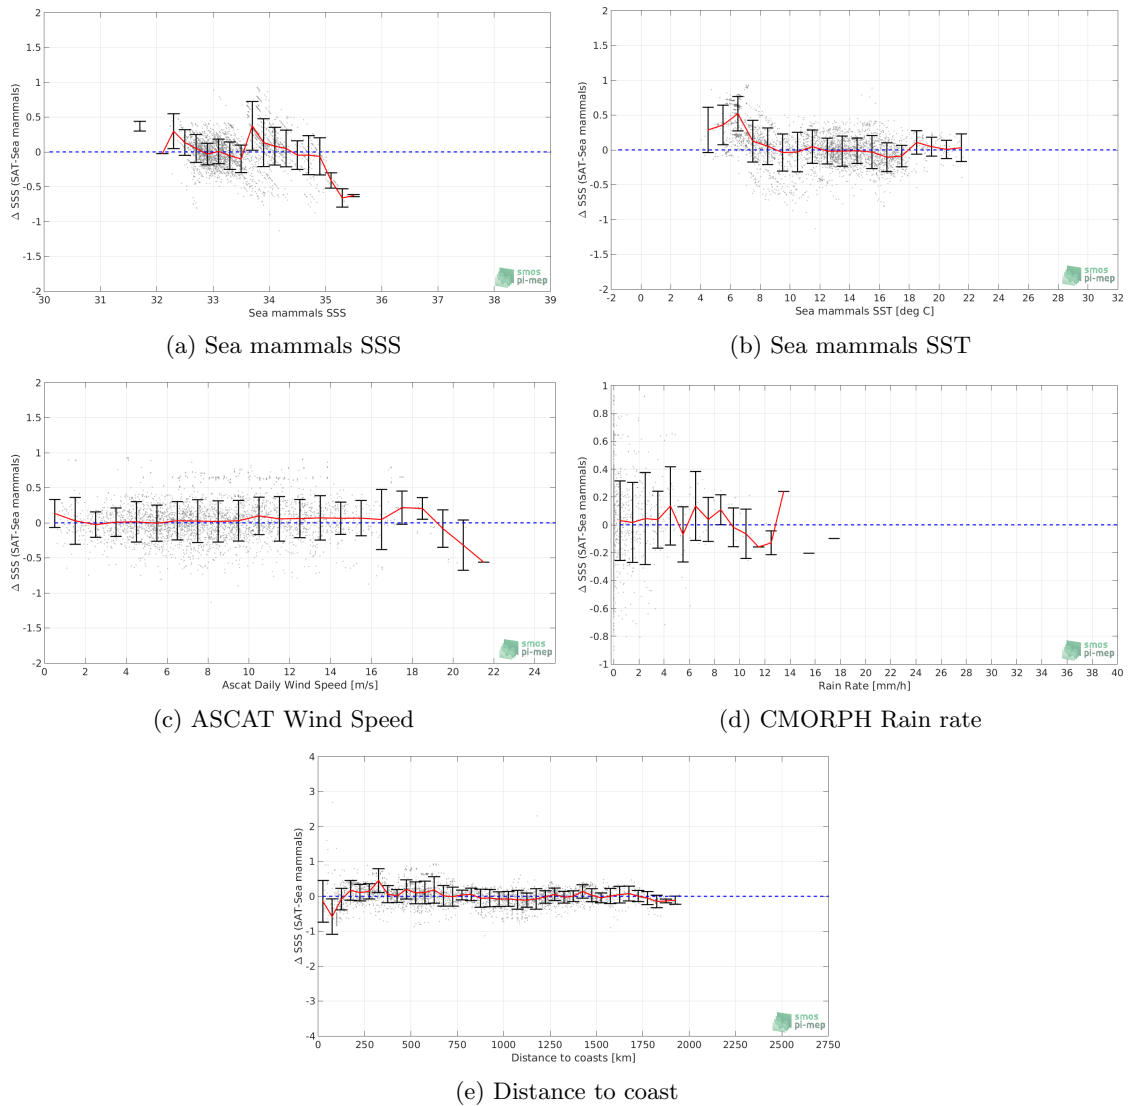 2
1.5
1
0.5
0
-0.5
-1
-1.5
-2
Δ SSS (SAT-Sea mammals)
30 31 32 33 34 35 36 37 38 39
Sea mammals SSS
smos
pi-mep
(a) Sea mammals SSS
2
1.5
1
0.5
0
-0.5
-1
-1.5
-2
Δ SSS (SAT-Sea mammals)
-2 0 2 4 6 8 10 12 14 16 18 20 22 24 26 28 30 32
Sea mammals SST [deg C]
smos
pi-mep
(b) Sea mammals SST
2
1.5
1
0.5
0
-0.5
-1
-1.5
-2
Δ SSS (SAT-Sea mammals)
0 2 4 6 8 10 12 14 16 18 20 22 24
Ascat Daily Wind Speed [m/s]
smos
pi-mep
(c) ASCAT Wind Speed
1
0.8
0.6
0.4
0.2
0
-0.2
-0.4
-0.6
-0.8
-1
Δ SSS (SAT-Sea mammals)
0 2 4 6 8 10 12 14 16 18 20 22 24 26 28 30 32 34 36 38 40
Rain Rate [mm/h]
smos
pi-mep
(d) CMORPH Rain rate
4
3
2
1
0
-1
-2
-3
-4
Δ SSS (SAT-Sea mammals)
0 250 500 750 1000 1250 1500 1750 2000 2250 2500 2750
Distance to coasts [km]
smos
pi-mep
(e) Distance to coast